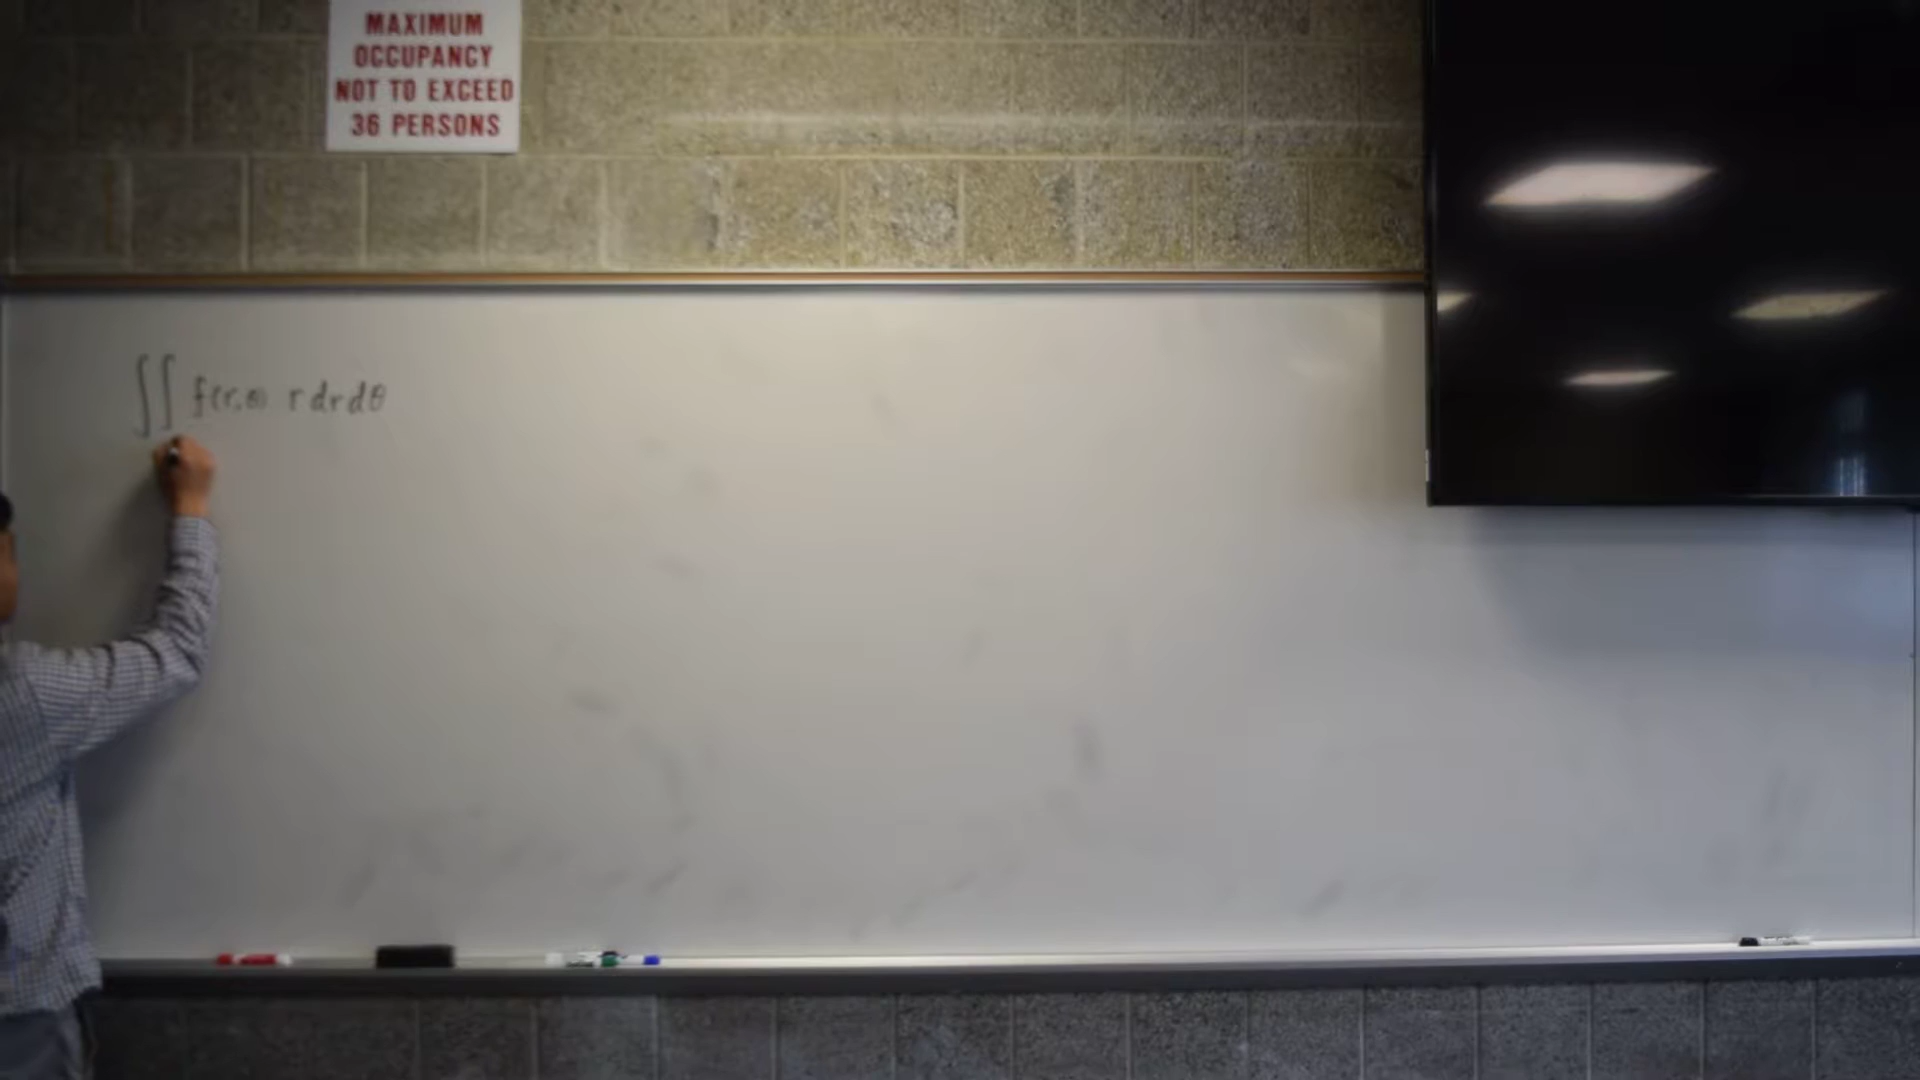 MAXIMUM
OCCUPANCY
NOT TO EXCEED
36 PERSONS
∬ f(r,θ) r dr dθ